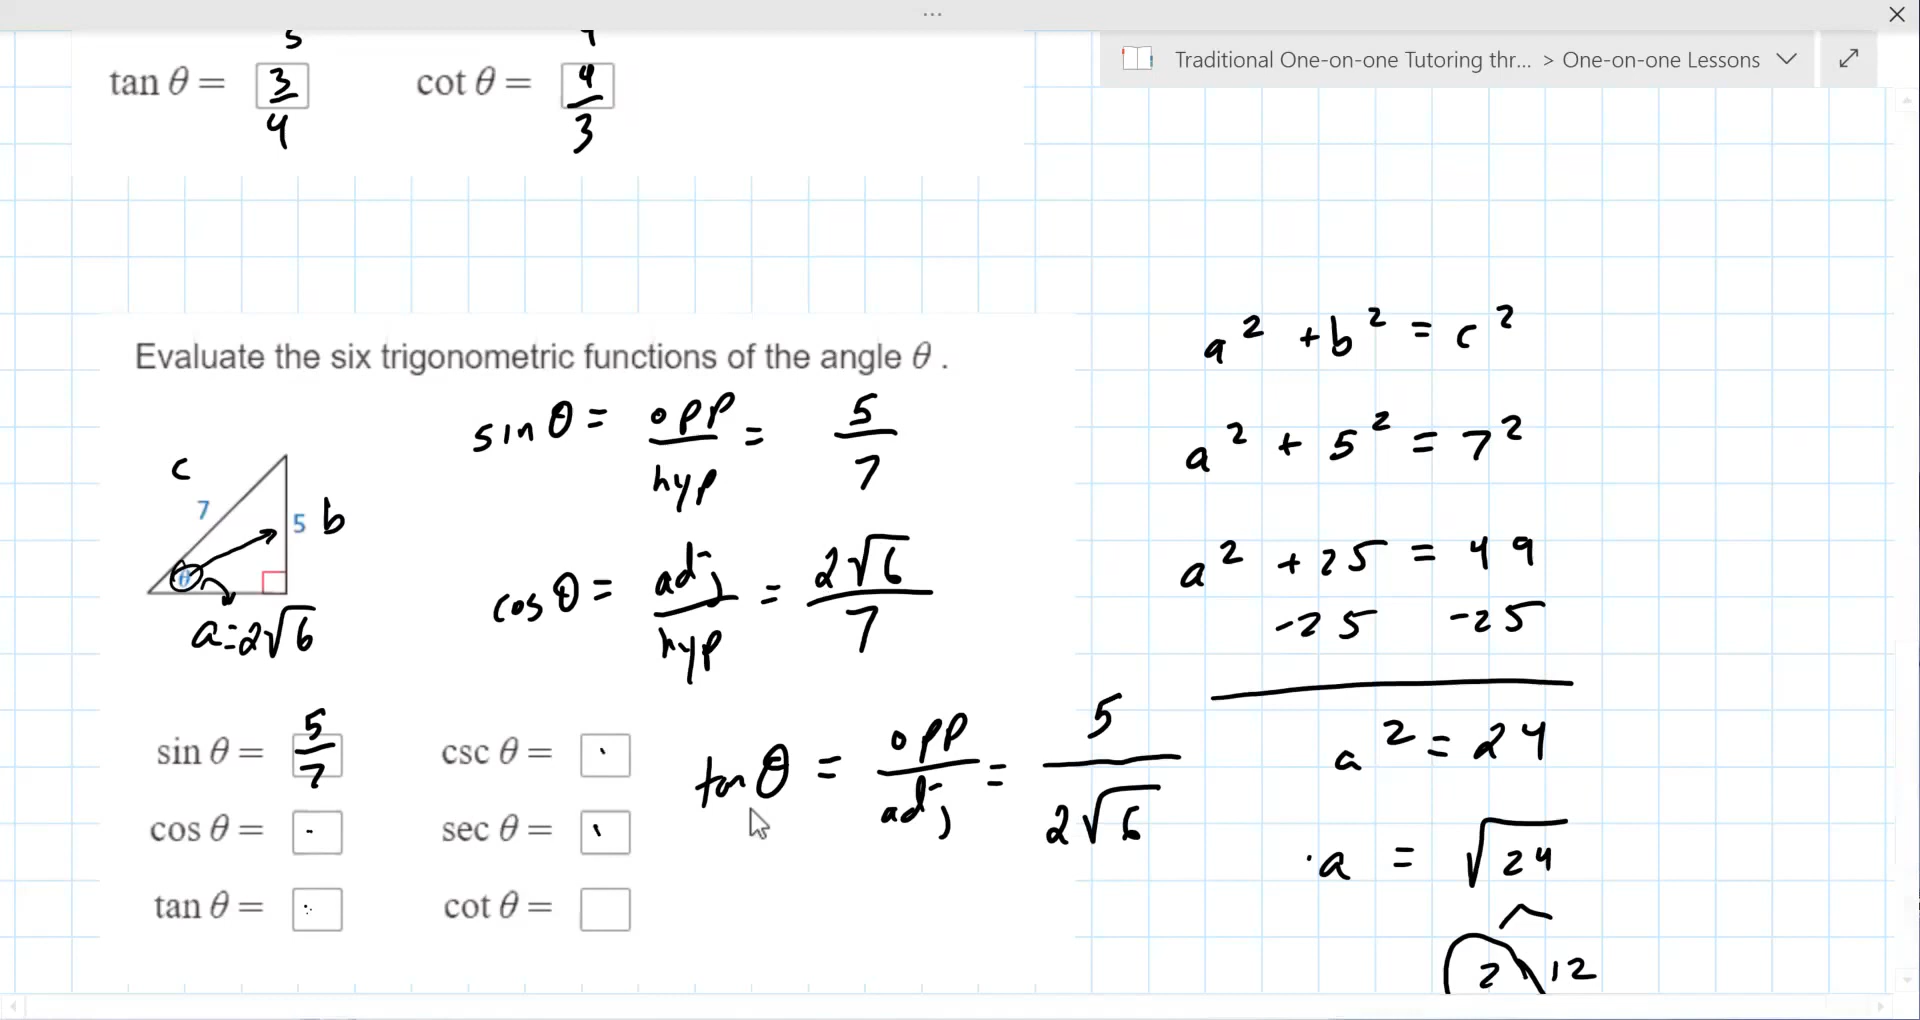 Traditional One-on-one Tutoring thr... > One-on-one Lessons
tan θ = 3/4 cot θ = 4/3
Evaluate the six trigonometric functions of the angle θ .
sin θ = opp/hyp = 5/7
c
7
5 b
θ
a = 2√6
cos θ = adj/hyp = 2√6/7
sin θ = 5/7 csc θ =
cos θ = sec θ =
tan θ = cot θ =
tan θ = opp/adj = 5/2√6
a² + b² = c²
a² + 5² = 7²
a² + 25 = 49
-25 -25
a² = 24
a = √24
2 12